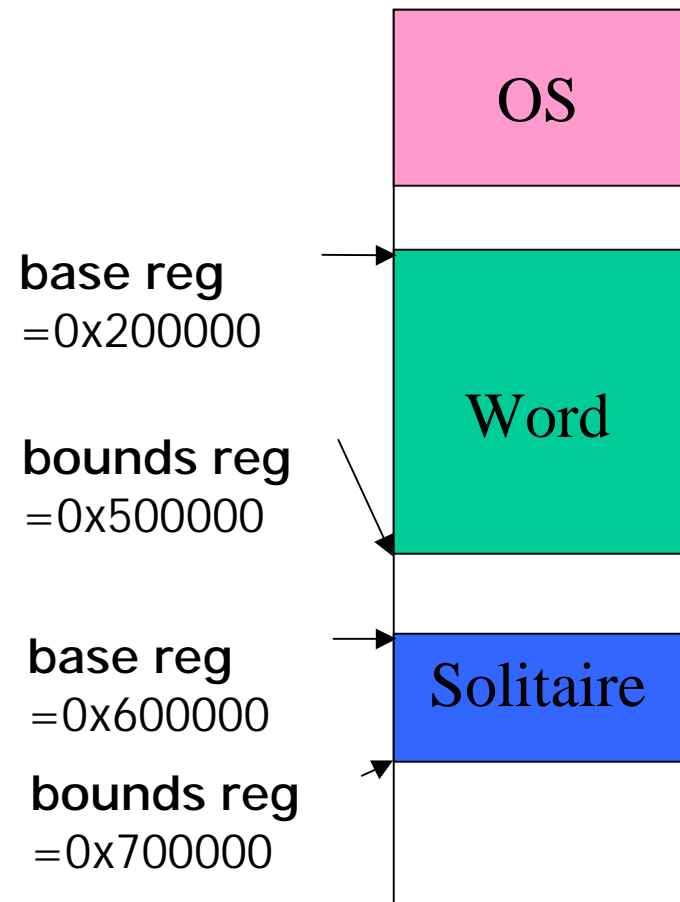 OS
base reg
=0x200000
Word
bounds reg
=0x500000
base reg
=0x600000
Solitaire
bounds reg
=0x700000